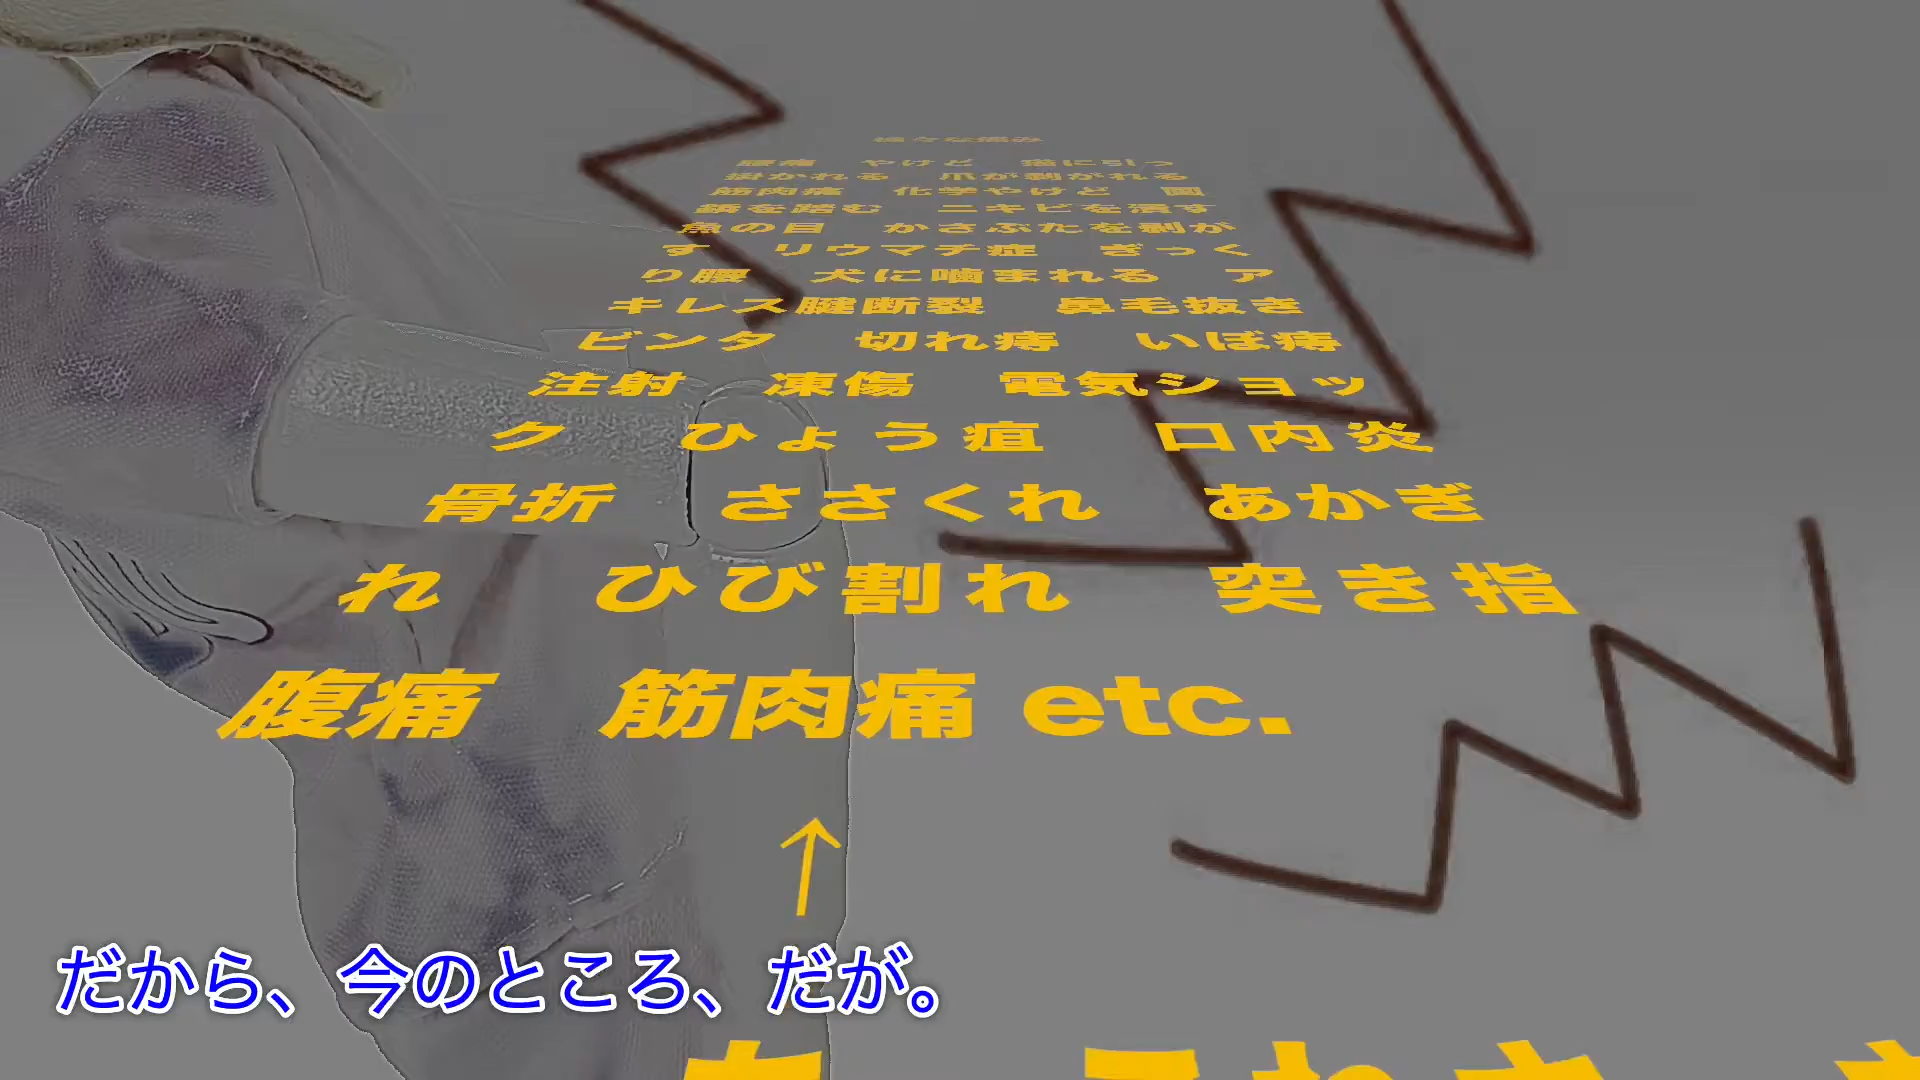 様々な痛み
腰痛　やけど　猫に引っ
掻かれる　爪が剥がれる
筋肉痛　化学やけど　画
鋲を踏む　ニキビを潰す
魚の目　かさぶたを剥が
す　リウマチ症　ぎっく
り腰　犬に噛まれる　ア
キレス腱断裂　鼻毛抜き
ビンタ　切れ痔　いぼ痔
注射　凍傷　電気ショッ
ク　ひょう疽　口内炎
骨折　ささくれ　あかぎ
れ　ひび割れ　突き指
腹痛　筋肉痛 etc.
↑
だから、今のところ、だが。